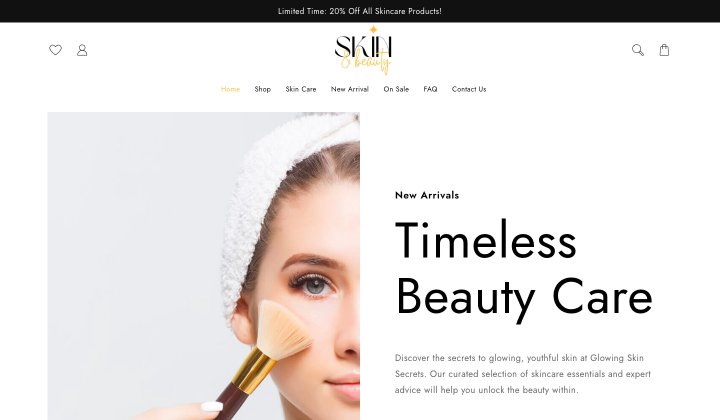 Limited Time: 20% Off All Skincare Products!
SKIN
& beauty
Home Shop Skin Care New Arrival On Sale FAQ Contact Us
New Arrivals
Timeless
Beauty Care
Discover the secrets to glowing, youthful skin at Glowing Skin
Secrets. Our curated selection of skincare essentials and expert
advice will help you unlock the beauty within.